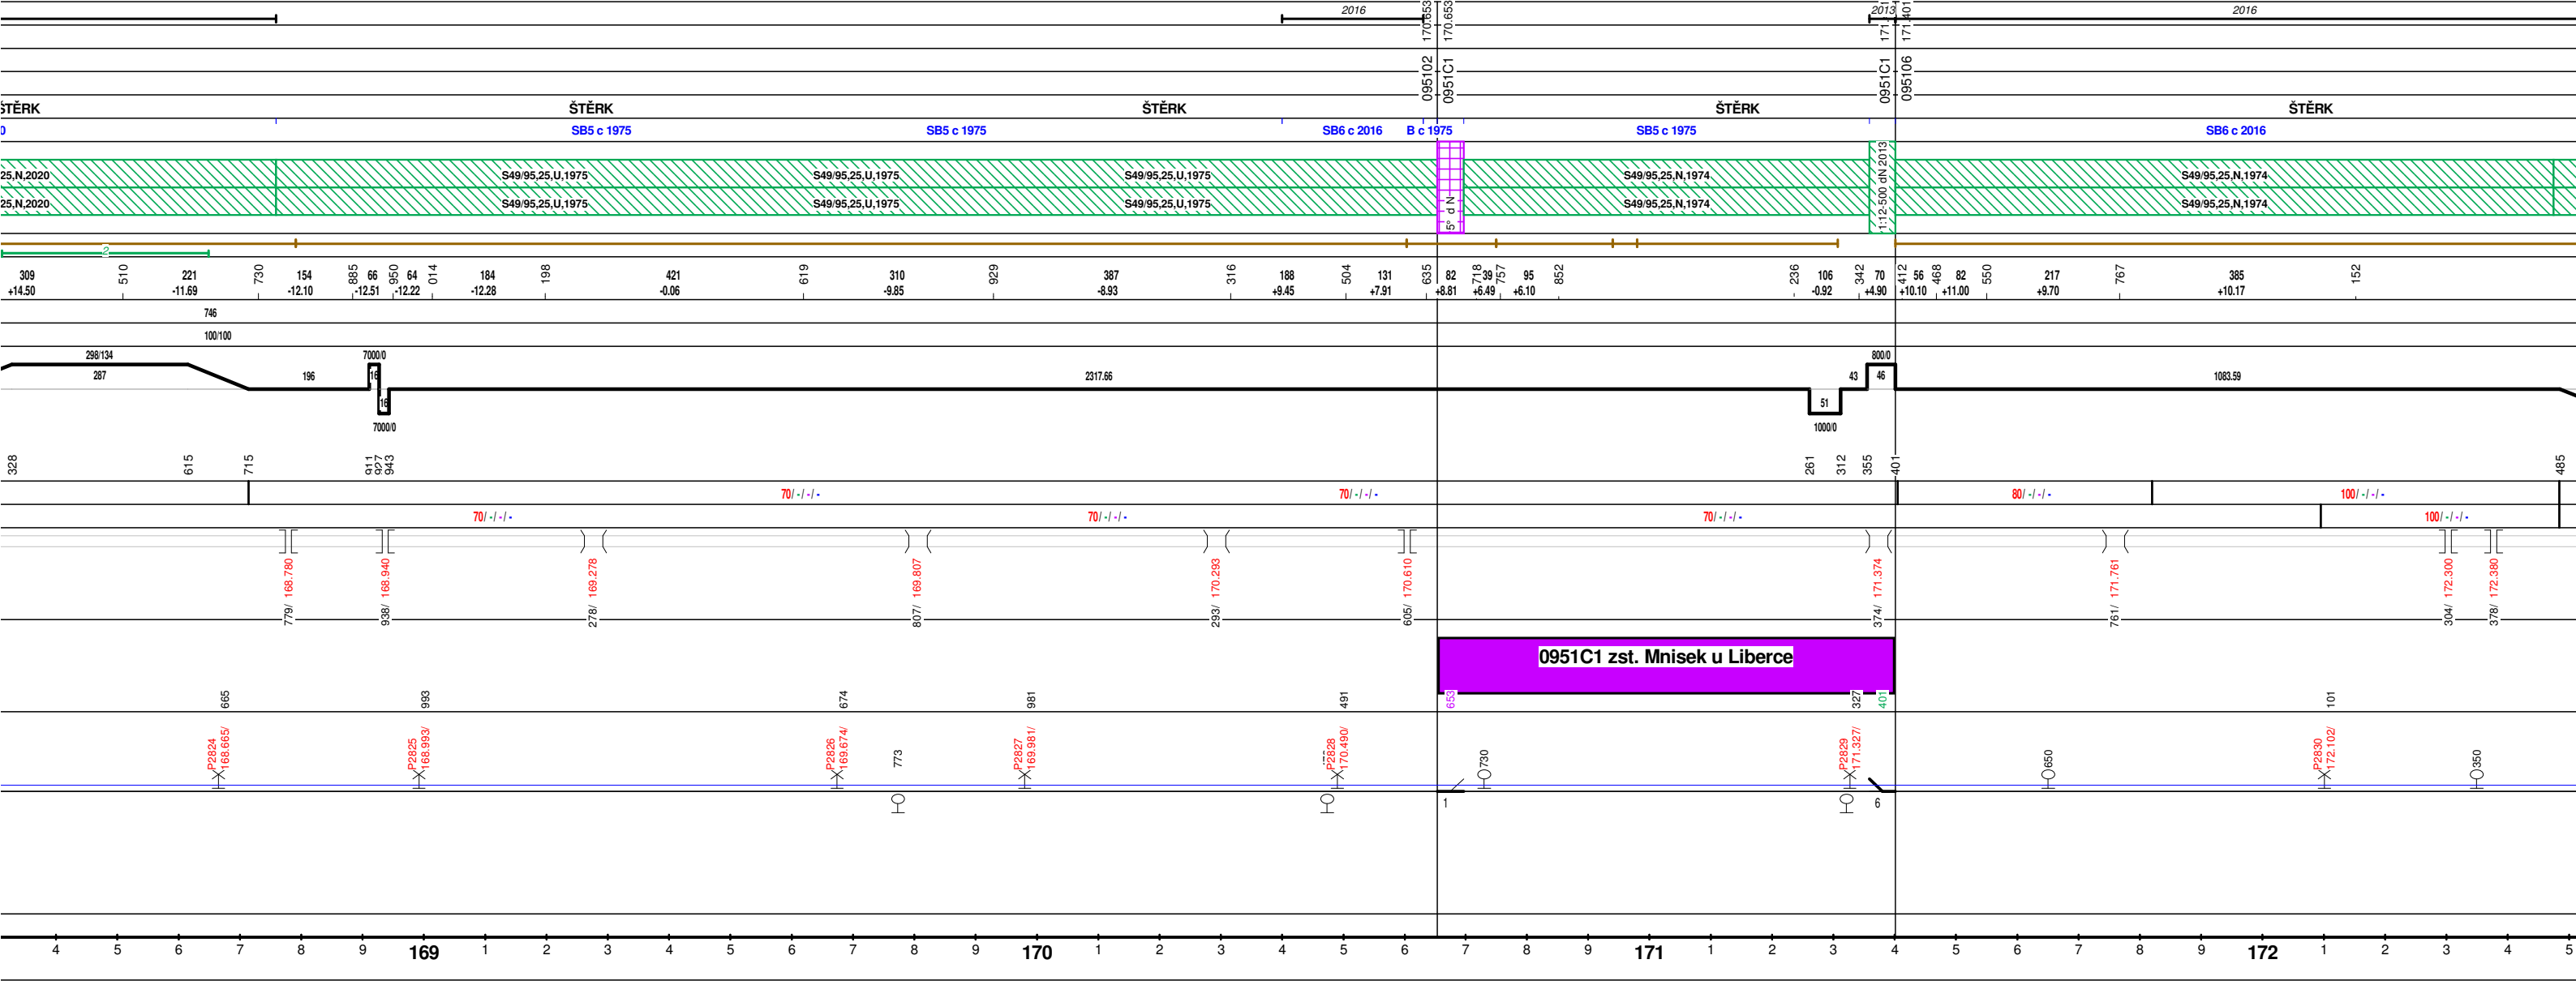 2016 170.653 170.653 2013 171.401 2016
095102 0951C1 0951C1 095106
ŠTĚRK ŠTĚRK ŠTĚRK ŠTĚRK ŠTĚRK
0 SB5 c 1975 SB5 c 1975 SB6 c 2016 B c 1975 SB5 c 1975 SB6 c 2016
25,N,2020 S49/95,25,U,1975 S49/95,25,U,1975 S49/95,25,U,1975 S49/95,25,N,1974 S49/95,25,N,1974
25,N,2020 S49/95,25,U,1975 S49/95,25,U,1975 S49/95,25,U,1975 S49/95,25,N,1974 S49/95,25,N,1974
5° d N 1:12-500 dN 2013
2
309 510 221 730 154 885 66 950 64 014 184 198 421 619 310 929 387 316 188 504 131 635 82 718 39 757 95 852 236 106 342 70 412 56 468 82 550 217 767 385 152
+14.50 -11.69 -12.10 -12.51 -12.22 -12.28 -0.06 -9.85 -8.93 +9.45 +7.91 +8.81 +6.49 +6.10 -0.92 +4.90 +10.10 +11.00 +9.70 +10.17
746
100/100
298/134 7000/0 800/0
287 196 16 2317.66 43 46 1083.59
16 51
7000/0 1000/0
328 615 715 911 927 943 261 312 355 401 485
70/ -/ -/ - 70/ -/ -/ - 80/ -/ -/ - 100/ -/ -/ -
70/ -/ -/ - 70/ -/ -/ - 70/ -/ -/ - 100/ -/ -/ -
779/ 168.780 938/ 168.940 278/ 169.278 807/ 169.807 293/ 170.293 605/ 170.610 374/ 171.374 761/ 171.761 304/ 172.300 378/ 172.380
0951C1 zst. Mnisek u Liberce
665 993 674 981 491 653 327 401 101
P2824 168.665/ P2825 168.993/ P2826 169.674/ 773 P2827 169.981/ P2828 170.490/ 730 P2829 171.327/ 650 P2830 172.102/ 350
1 6
4 5 6 7 8 9 169 1 2 3 4 5 6 7 8 9 170 1 2 3 4 5 6 7 8 9 171 1 2 3 4 5 6 7 8 9 172 1 2 3 4 5